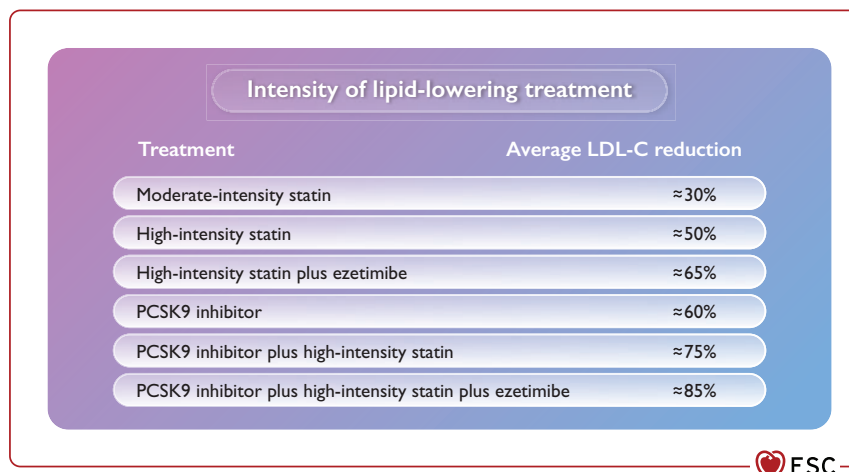 Intensity of lipid-lowering treatment
Treatment Average LDL-C reduction
Moderate-intensity statin ≈30%
High-intensity statin ≈50%
High-intensity statin plus ezetimibe ≈65%
PCSK9 inhibitor ≈60%
PCSK9 inhibitor plus high-intensity statin ≈75%
PCSK9 inhibitor plus high-intensity statin plus ezetimibe ≈85%
ESC